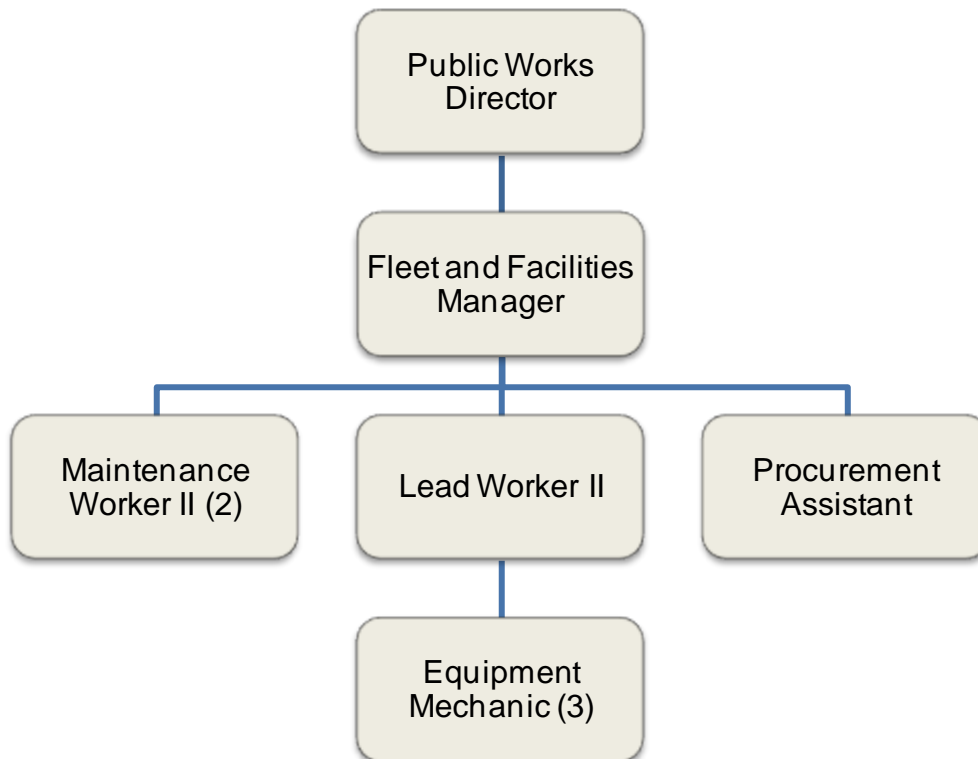 Public Works
Director
Fleet and Facilities
Manager
Maintenance
Worker II (2)
Lead Worker II
Procurement
Assistant
Equipment
Mechanic (3)